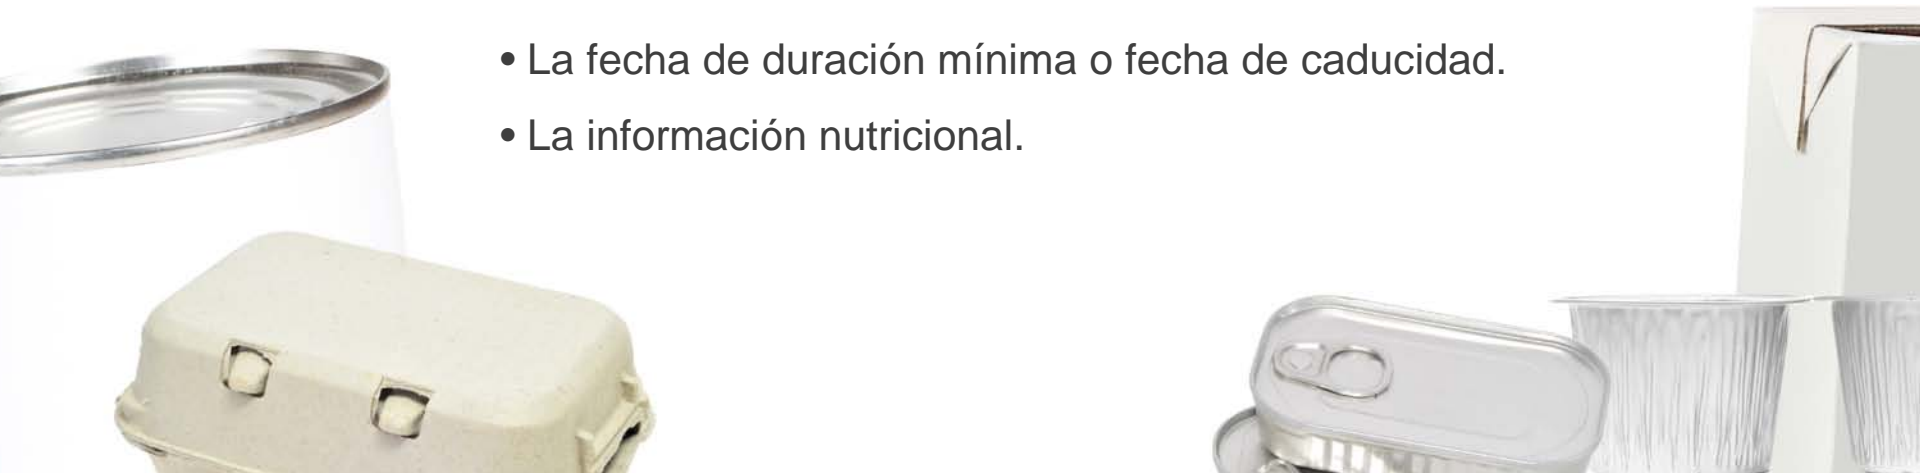 • La fecha de duración mínima o fecha de caducidad.
• La información nutricional.